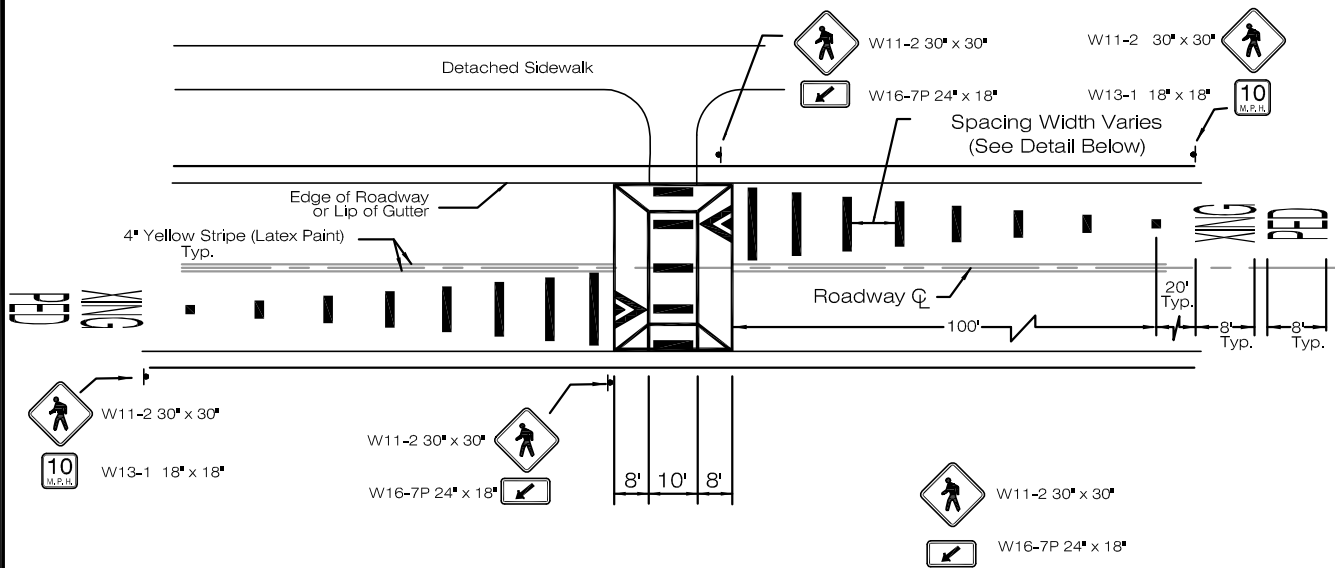 W11-2 30" x 30"
W11-2 30" x 30"
Detached Sidewalk
W16-7P 24" x 18"
W13-1 18" x 18"
10
M.P.H.
Spacing Width Varies
(See Detail Below)
Edge of Roadway
or Lip of Gutter
4" Yellow Stripe (Latex Paint)
Typ.
PED
XNG
XNG
PED
Roadway ℄
20'
Typ.
100'
8'
Typ.
8'
Typ.
W11-2 30" x 30"
10
M.P.H.
W13-1 18" x 18"
W11-2 30" x 30"
W16-7P 24" x 18"
8' 10' 8'
W11-2 30" x 30"
W16-7P 24" x 18"